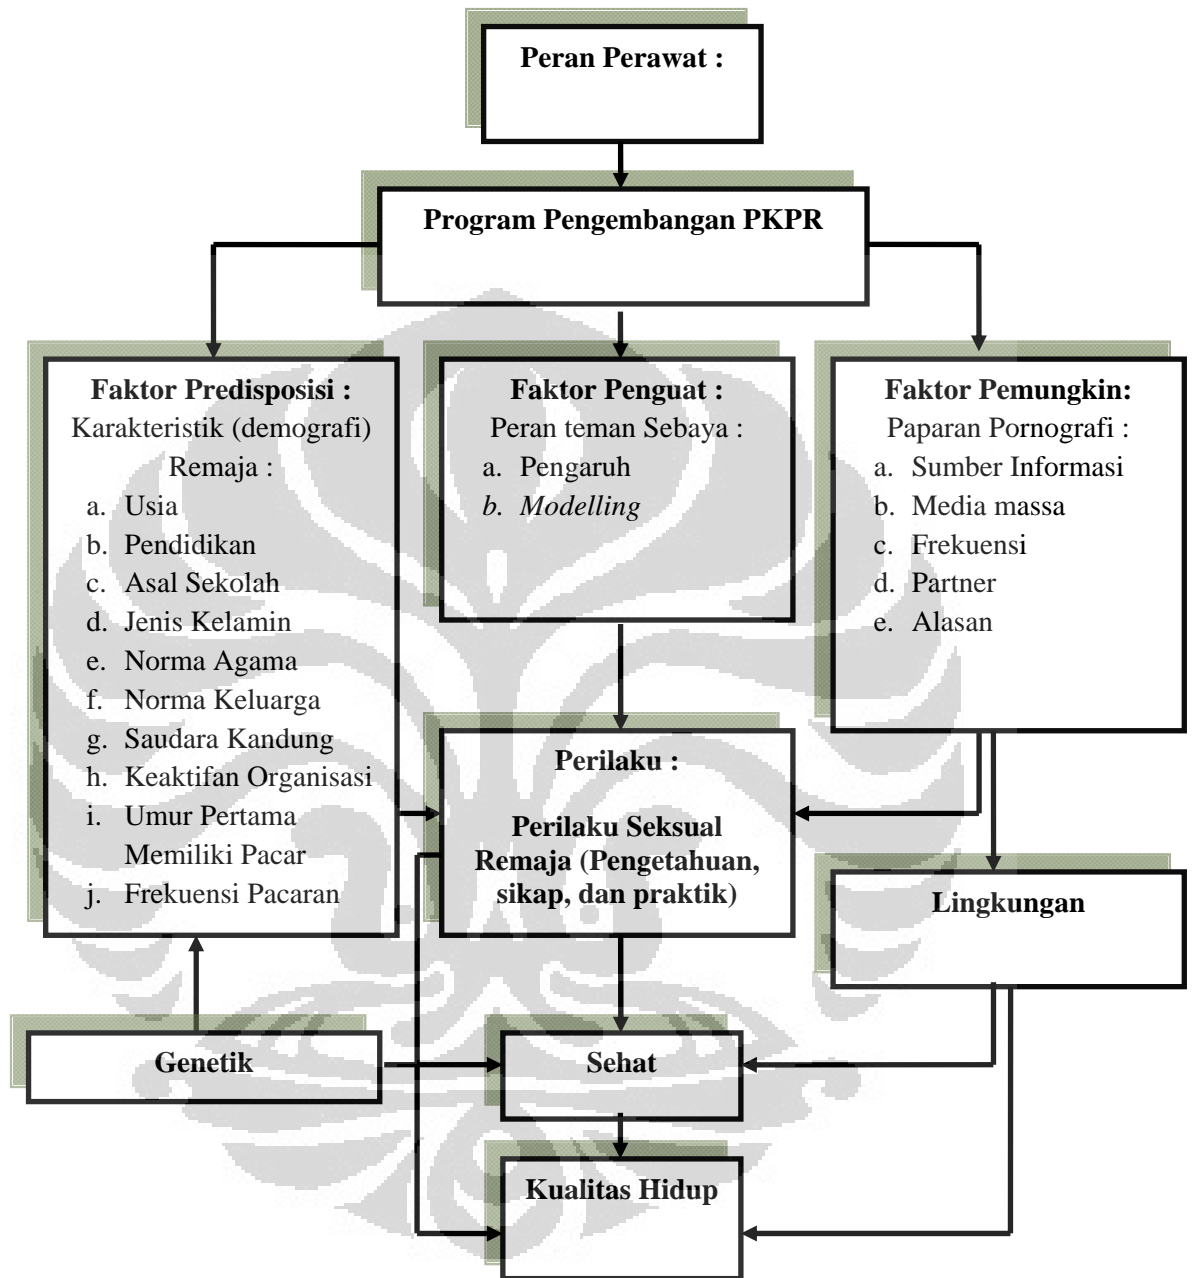 Peran Perawat :
Program Pengembangan PKPR
Faktor Predisposisi :
Karakteristik (demografi)
Remaja :
a. Usia
b. Pendidikan
c. Asal Sekolah
d. Jenis Kelamin
e. Norma Agama
f. Norma Keluarga
g. Saudara Kandung
h. Keaktifan Organisasi
i. Umur Pertama
Memiliki Pacar
j. Frekuensi Pacaran
Faktor Penguat :
Peran teman Sebaya :
a. Pengaruh
b. Modelling
Faktor Pemungkin:
Paparan Pornografi :
a. Sumber Informasi
b. Media massa
c. Frekuensi
d. Partner
e. Alasan
Perilaku :
Perilaku Seksual
Remaja (Pengetahuan,
sikap, dan praktik)
Lingkungan
Genetik
Sehat
Kualitas Hidup